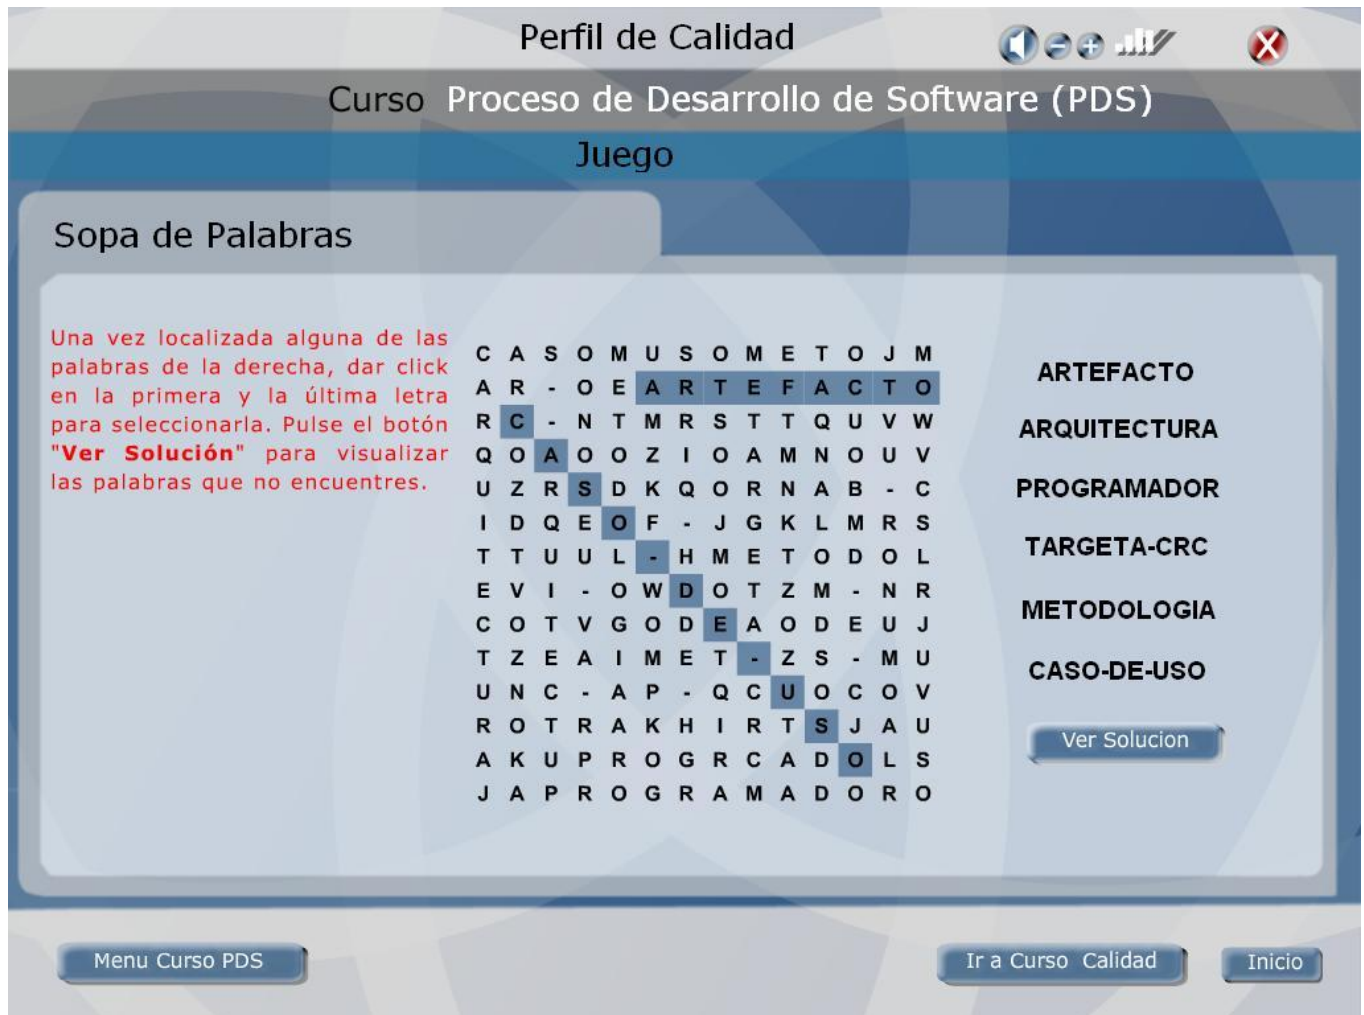 Perfil de Calidad
Curso Proceso de Desarrollo de Software (PDS)
Juego
Sopa de Palabras
Una vez localizada alguna de las
palabras de la derecha, dar click
en la primera y la última letra
para seleccionarla. Pulse el botón
"Ver Solución" para visualizar
las palabras que no encuentres.
C A S O M U S O M E T O J M
A R - O E A R T E F A C T O
R C - N T M R S T T Q U V W
Q O A O O Z I O A M N O U V
U Z R S D K Q O R N A B - C
I D Q E O F - J G K L M R S
T T U U L - H M E T O D O L
E V I - O W D O T Z M - N R
C O T V G O D E A O D E U J
T Z E A I M E T - Z S - M U
U N C - A P - Q C U O C O V
R O T R A K H I R T S J A U
A K U P R O G R C A D O L S
J A P R O G R A M A D O R O
ARTEFACTO
ARQUITECTURA
PROGRAMADOR
TARGETA-CRC
METODOLOGIA
CASO-DE-USO
Ver Solucion
Menu Curso PDS
Ir a Curso Calidad
Inicio